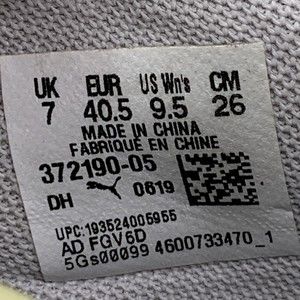 UK EUR US Wn's CM
7 40.5 9.5 26
MADE IN CHINA
FABRIQUÉ EN CHINE
372190-05
DH 0619
UPC:193524005955
AD FGV6D
5Gs00099 4600733470_1